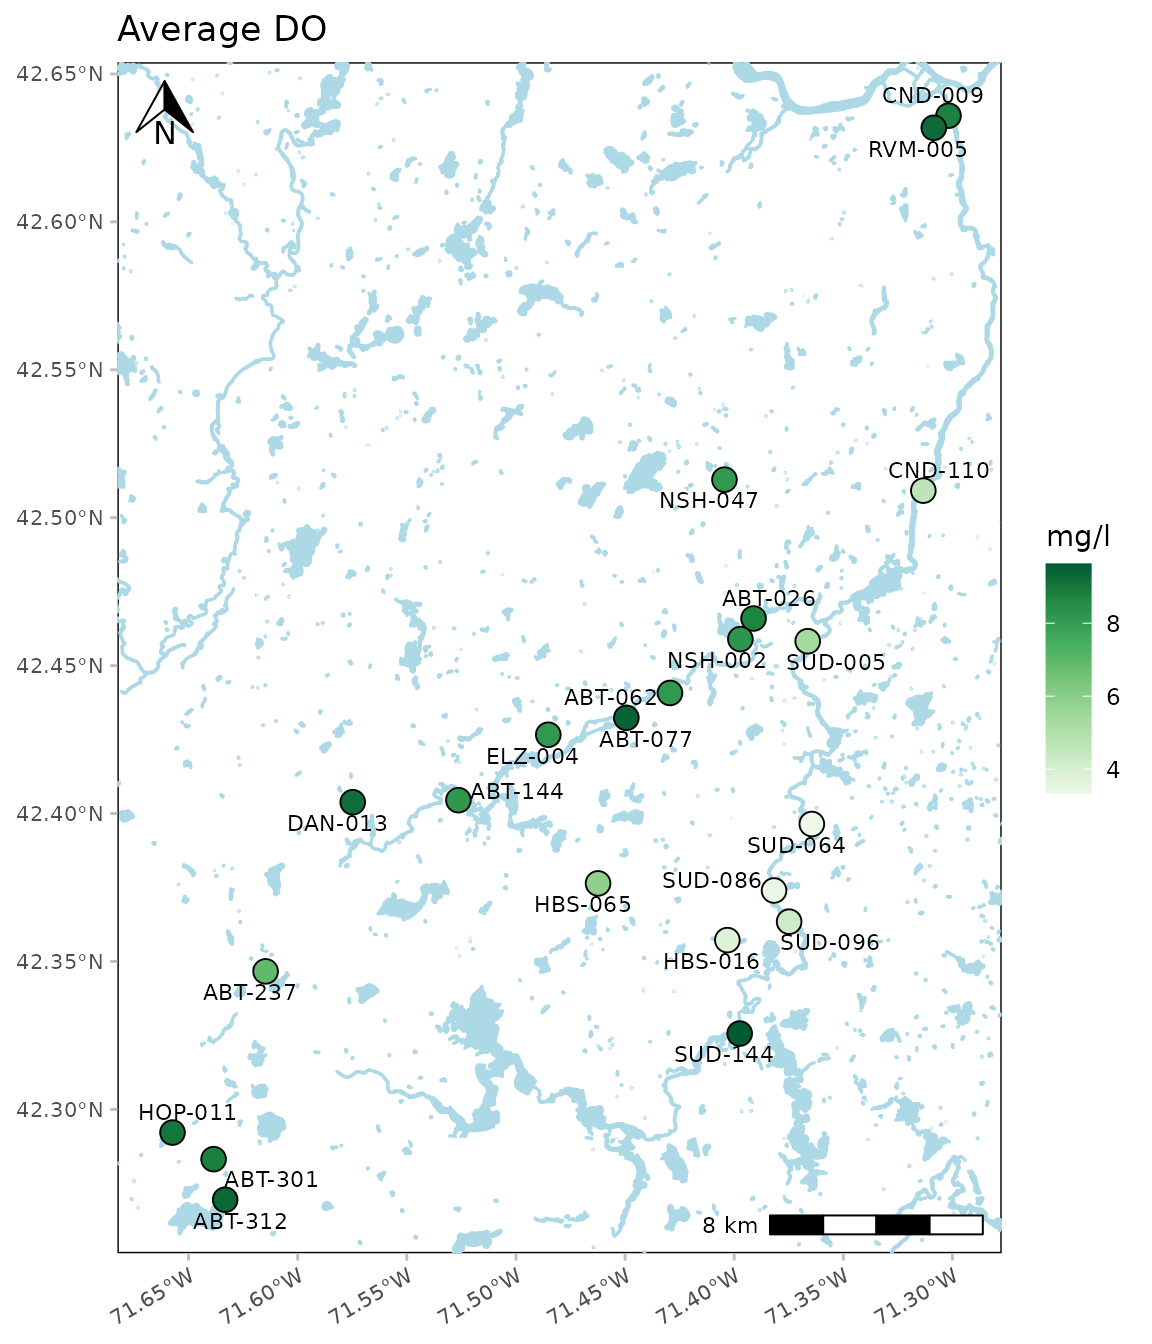 Average DO
42.65°N
42.60°N
42.55°N
42.50°N
42.45°N
42.40°N
42.35°N
42.30°N
N
CND-009
RVM-005
CND-110
NSH-047
ABT-026
NSH-002
SUD-005
ABT-062
ABT-077
ELZ-004
ABT-144
DAN-013
SUD-064
SUD-086
HBS-065
SUD-096
HBS-016
ABT-237
SUD-144
HOP-011
ABT-301
ABT-312
8 km
71.65°W
71.60°W
71.55°W
71.50°W
71.45°W
71.40°W
71.35°W
71.30°W
mg/l
8
6
4